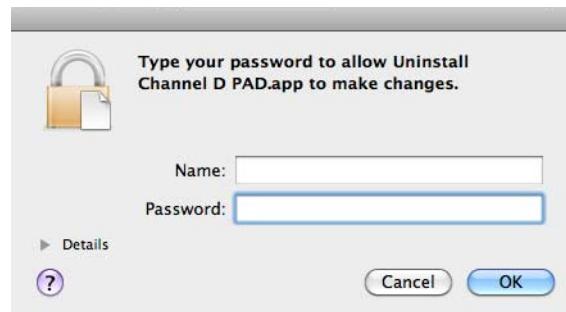 Type your password to allow Uninstall
Channel D PAD.app to make changes.
Name:
Password:
Details
?
Cancel
OK